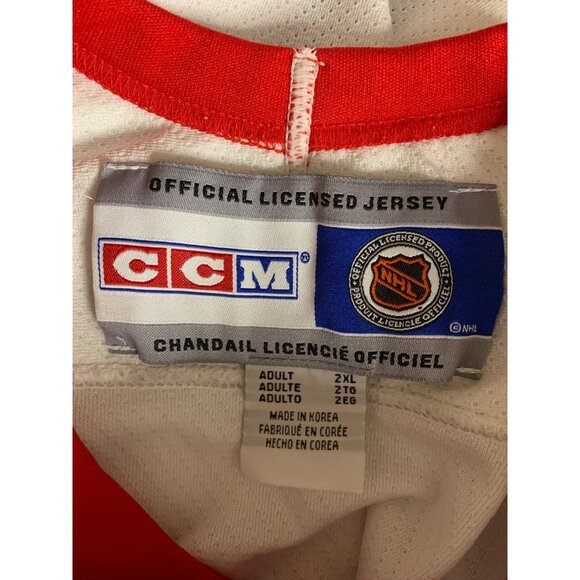 OFFICIAL LICENSED JERSEY
CCM®
OFFICIAL LICENSED PRODUCT
NHL
PRODUIT LICENCIÉ OFFICIEL
© NHL
CHANDAIL LICENCIÉ OFFICIEL
ADULT 2XL
ADULTE 2TG
ADULTO 2EG
MADE IN KOREA
FABRIQUÉ EN CORÉE
HECHO EN COREA